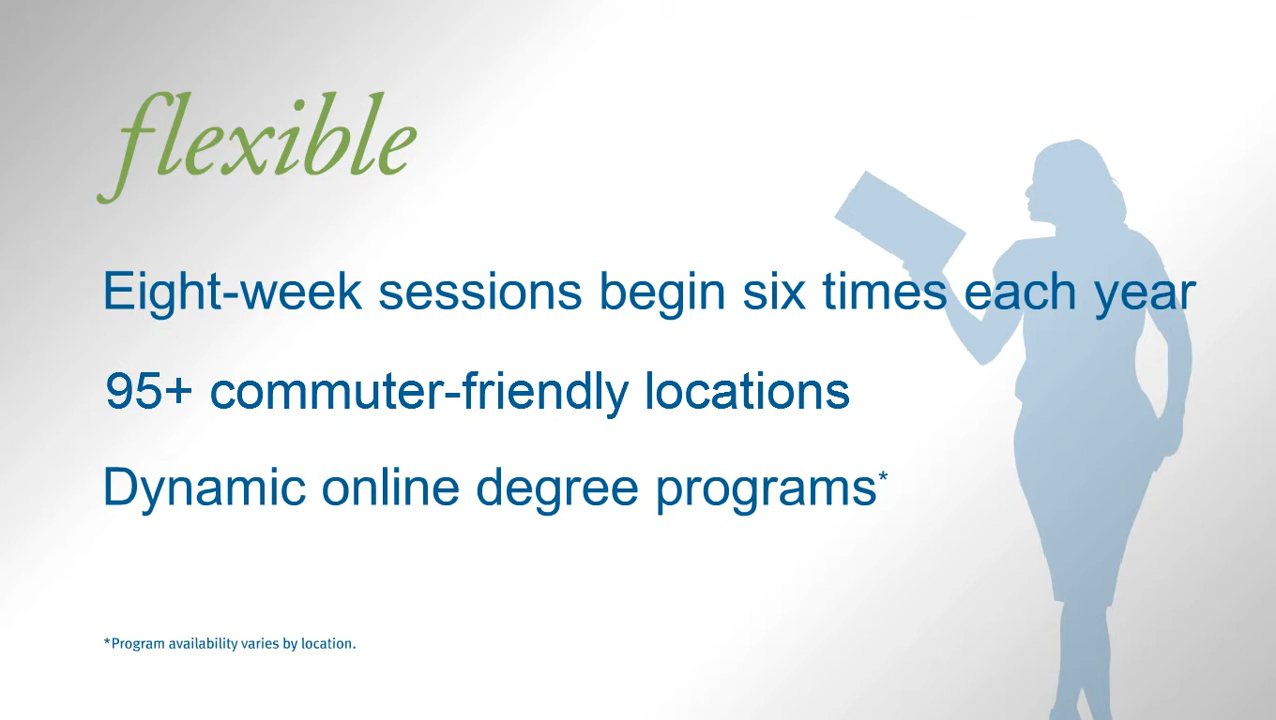 flexible
Eight-week sessions begin six times each year
95+ commuter-friendly locations
Dynamic online degree programs*
*Program availability varies by location.